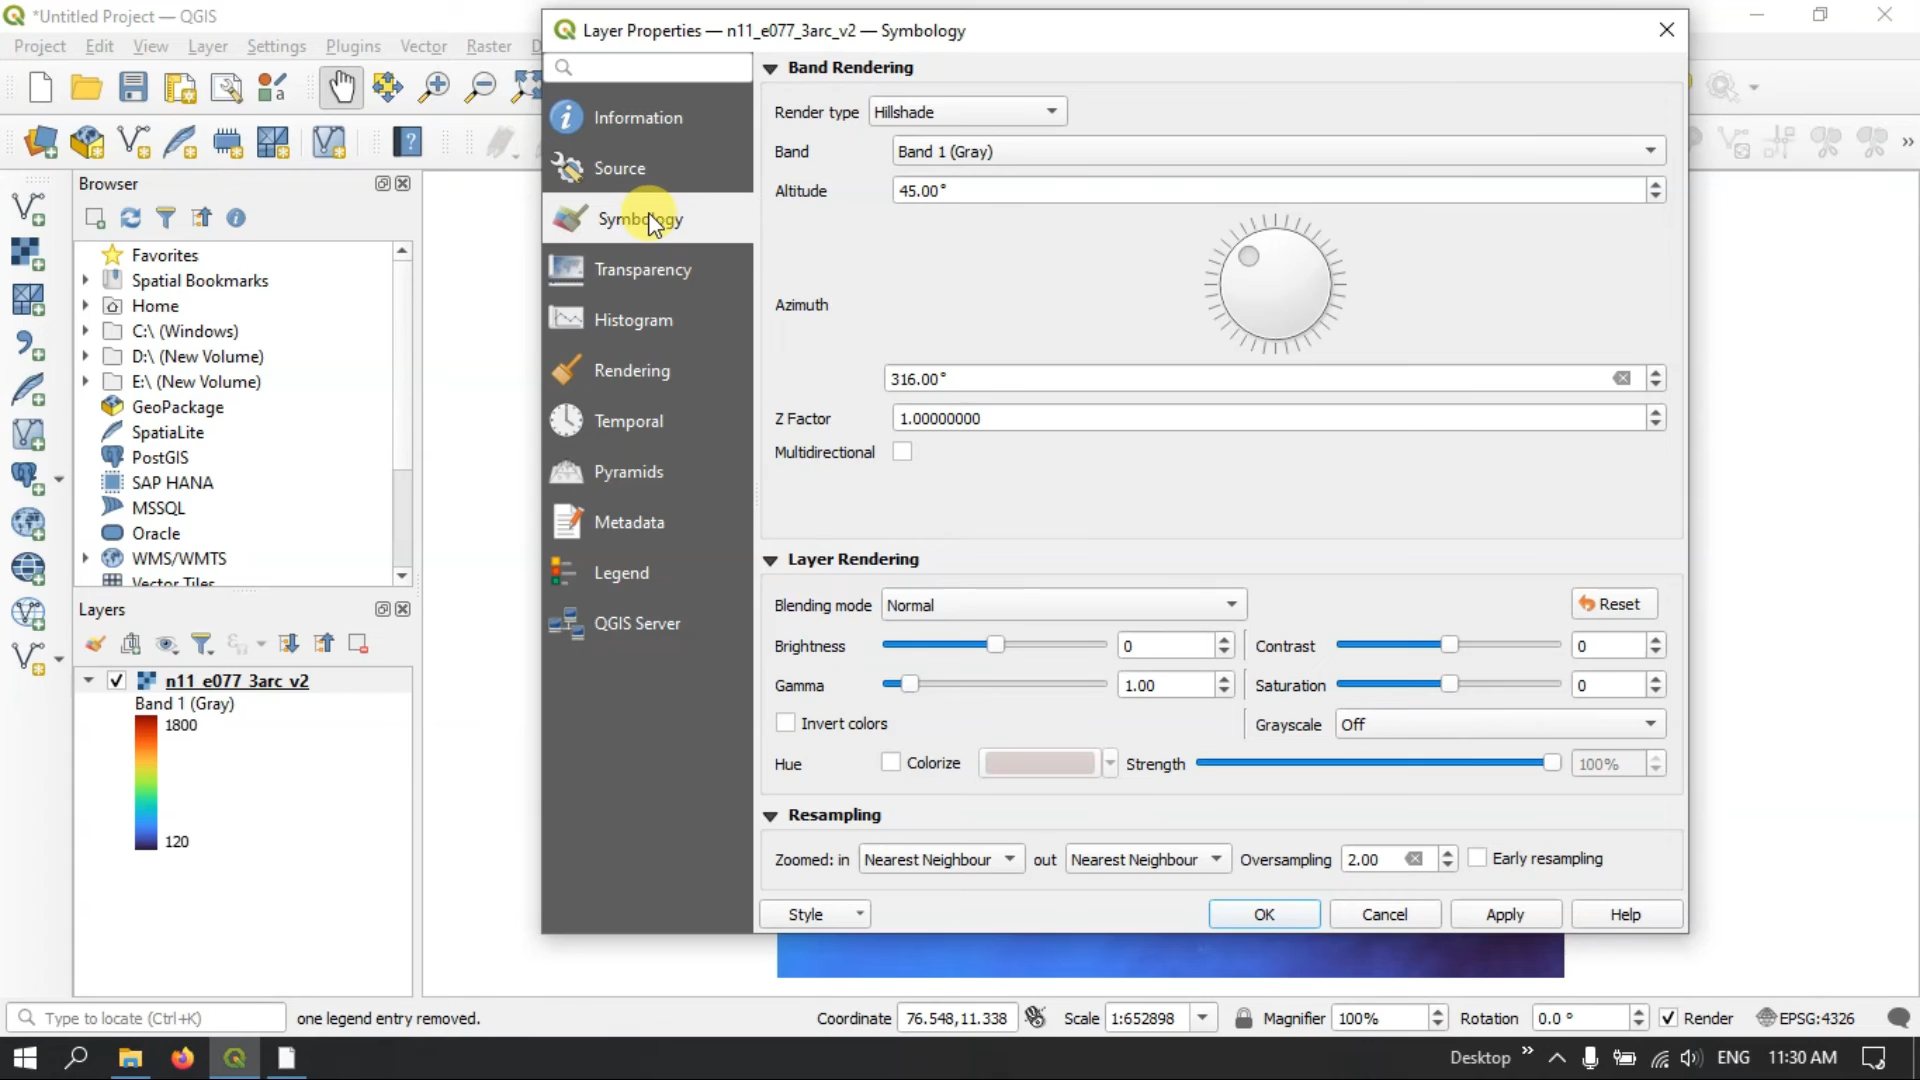 *Untitled Project — QGIS
Project Edit View Layer Settings Plugins Vector Raster D
Browser
Favorites
Spatial Bookmarks
Home
C:\ (Windows)
D:\ (New Volume)
E:\ (New Volume)
GeoPackage
SpatiaLite
PostGIS
SAP HANA
MSSQL
Oracle
WMS/WMTS
Vector Tiles
Layers
n11_e077_3arc_v2
Band 1 (Gray)
1800
120
Layer Properties — n11_e077_3arc_v2 — Symbology
Information
Source
Symbology
Transparency
Histogram
Rendering
Temporal
Pyramids
Metadata
Legend
QGIS Server
Band Rendering
Render type Hillshade
Band Band 1 (Gray)
Altitude 45.00°
Azimuth
316.00°
Z Factor 1.00000000
Multidirectional
Layer Rendering
Blending mode Normal Reset
Brightness 0 Contrast 0
Gamma 1.00 Saturation 0
Invert colors Grayscale Off
Hue Colorize Strength 100%
Resampling
Zoomed: in Nearest Neighbour out Nearest Neighbour Oversampling 2.00 Early resampling
Style OK Cancel Apply Help
Type to locate (Ctrl+K) one legend entry removed. Coordinate 76.548,11.338 Scale 1:652898 Magnifier 100% Rotation 0.0 ° Render EPSG:4326
Desktop » ENG 11:30 AM